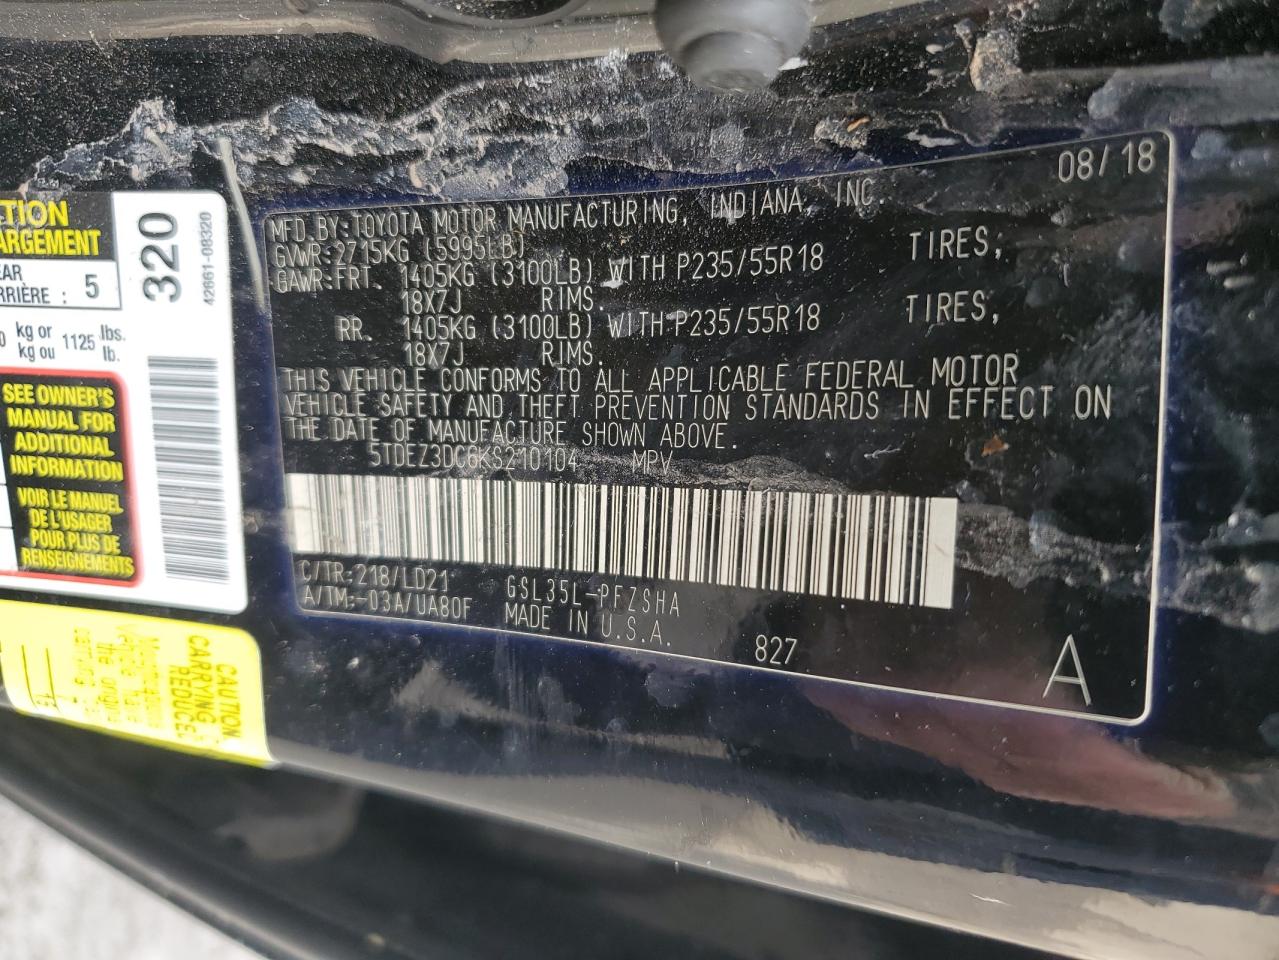 08/18
MFD. BY: TOYOTA MOTOR MANUFACTURING, INDIANA, INC.
GVWR: 2715KG (5995LB)
GAWR: FRT. 1405KG (3100LB) WITH P235/55R18 TIRES;
18X7J RIMS.
RR. 1405KG (3100LB) WITH P235/55R18 TIRES,
18X7J RIMS.
THIS VEHICLE CONFORMS TO ALL APPLICABLE FEDERAL MOTOR
VEHICLE SAFETY AND THEFT PREVENTION STANDARDS IN EFFECT ON
THE DATE OF MANUFACTURE SHOWN ABOVE.
5TDEZ3DC6KS210104 MPV
C/TR: 218/LD21 GSL35L-PFZSHA
A/TM: -03A/UA80F MADE IN U.S.A.
827
A
320
42661-08320
5
kg or 1125 lbs.
kg ou lb.
SEE OWNER'S
MANUAL FOR
ADDITIONAL
INFORMATION
VOIR LE MANUEL
DE L'USAGER
POUR PLUS DE
RENSEIGNEMENTS
CAUTION
CARRYING
REDUCED